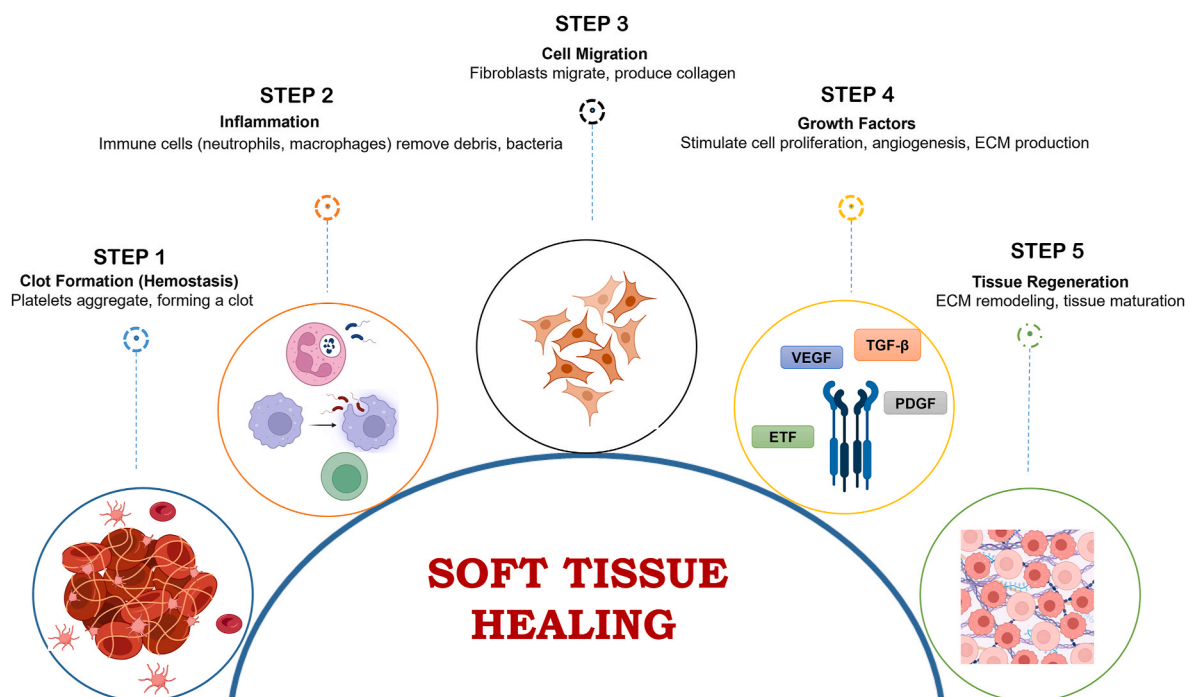 STEP 1
Clot Formation (Hemostasis)
Platelets aggregate, forming a clot
STEP 2
Inflammation
Immune cells (neutrophils, macrophages) remove debris, bacteria
STEP 3
Cell Migration
Fibroblasts migrate, produce collagen
STEP 4
Growth Factors
Stimulate cell proliferation, angiogenesis, ECM production
STEP 5
Tissue Regeneration
ECM remodeling, tissue maturation
VEGF
TGF-β
PDGF
ETF
SOFT TISSUE
HEALING